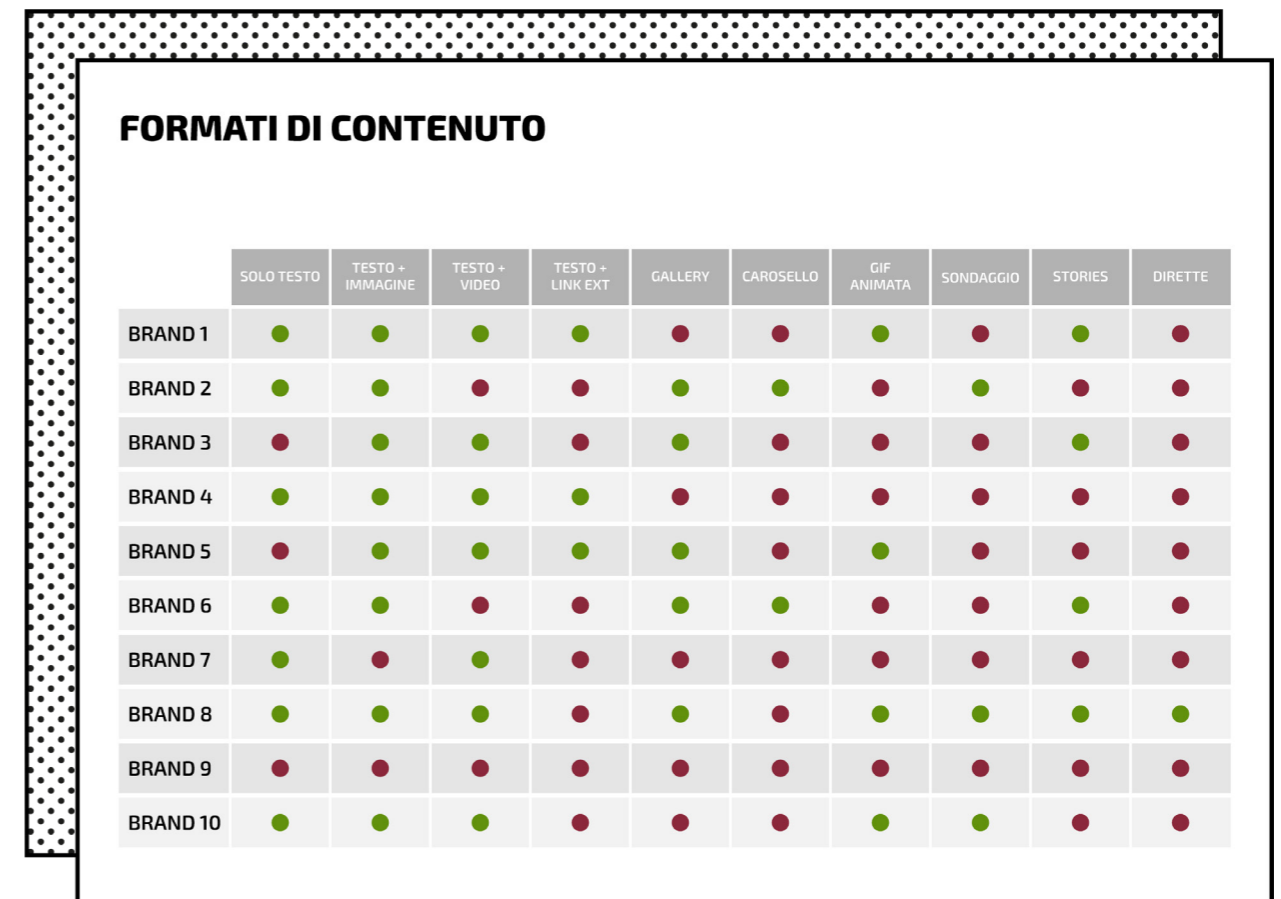 FORMATI DI CONTENUTO
SOLO TESTO
TESTO +
IMMAGINE
TESTO +
VIDEO
TESTO +
LINK EXT
GALLERY
CAROSELLO
GIF
ANIMATA
SONDAGGIO
STORIES
DIRETTE
BRAND 1
BRAND 2
BRAND 3
BRAND 4
BRAND 5
BRAND 6
BRAND 7
BRAND 8
BRAND 9
BRAND 10